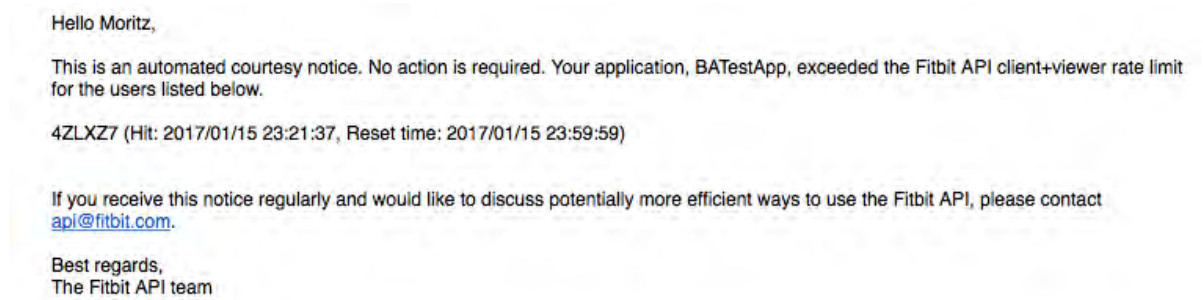 Hello Moritz,
This is an automated courtesy notice. No action is required. Your application, BATestApp, exceeded the Fitbit API client+viewer rate limit
for the users listed below.
4ZLXZ7 (Hit: 2017/01/15 23:21:37, Reset time: 2017/01/15 23:59:59)
If you receive this notice regularly and would like to discuss potentially more efficient ways to use the Fitbit API, please contact
api@fitbit.com.
Best regards,
The Fitbit API team